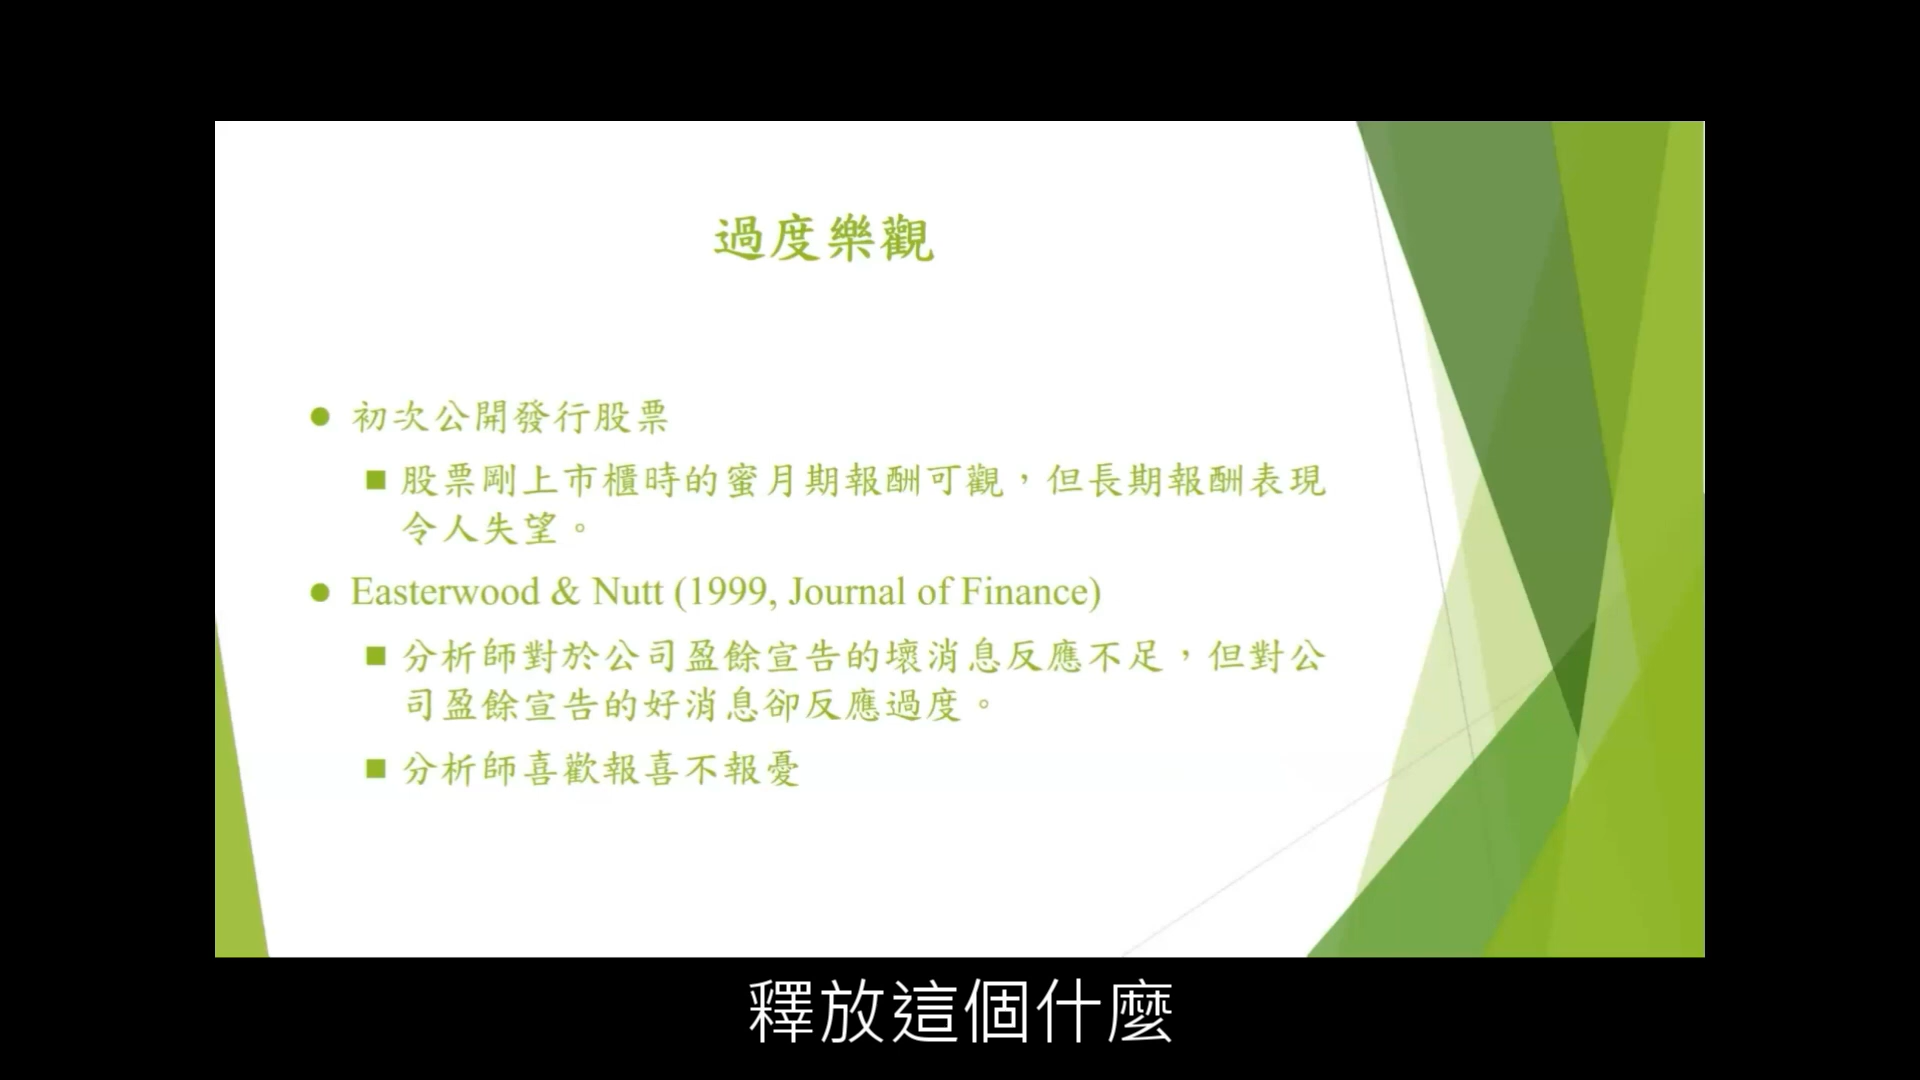 過度樂觀
初次公開發行股票
股票剛上市櫃時的蜜月期報酬可觀，但長期報酬表現
令人失望。
Easterwood & Nutt (1999, Journal of Finance)
分析師對於公司盈餘宣告的壞消息反應不足，但對公
司盈餘宣告的好消息卻反應過度。
分析師喜歡報喜不報憂
釋放這個什麼